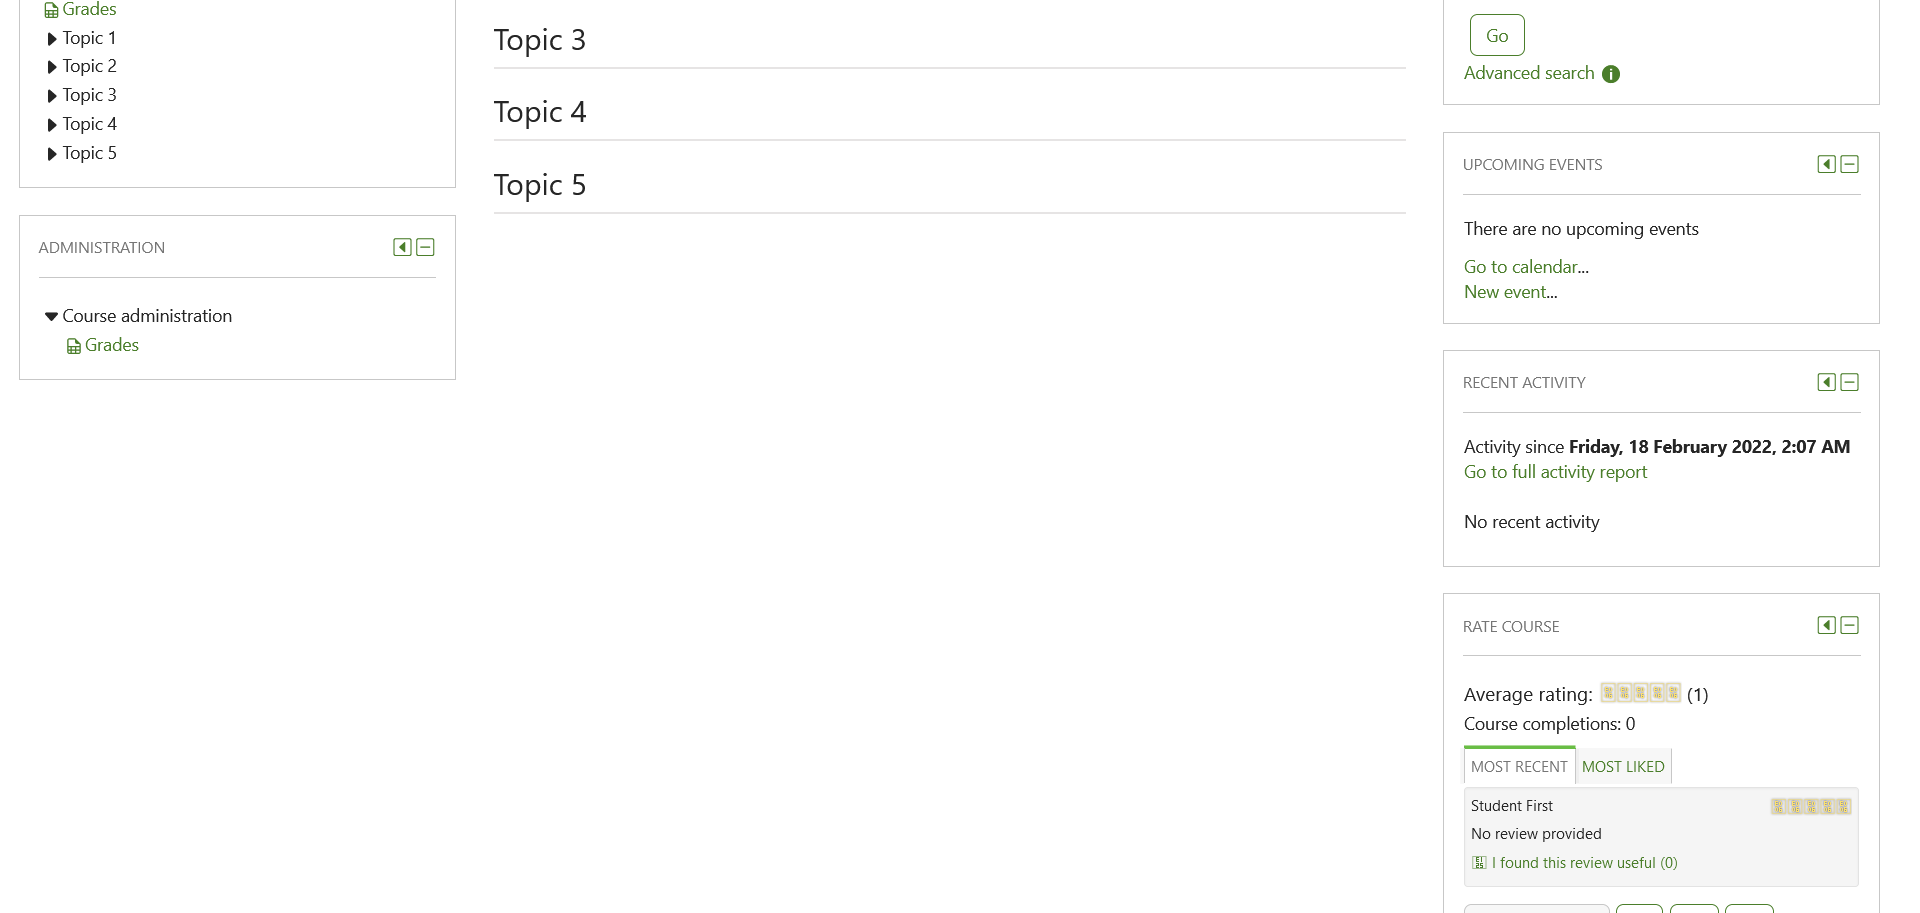 Grades
Topic 1
Topic 2
Topic 3
Topic 4
Topic 5
ADMINISTRATION
Course administration
Grades
Topic 3
Topic 4
Topic 5
Go
Advanced search
UPCOMING EVENTS
There are no upcoming events
Go to calendar...
New event...
RECENT ACTIVITY
Activity since Friday, 18 February 2022, 2:07 AM
Go to full activity report
No recent activity
RATE COURSE
Average rating: (1)
Course completions: 0
MOST RECENT MOST LIKED
Student First
No review provided
I found this review useful (0)